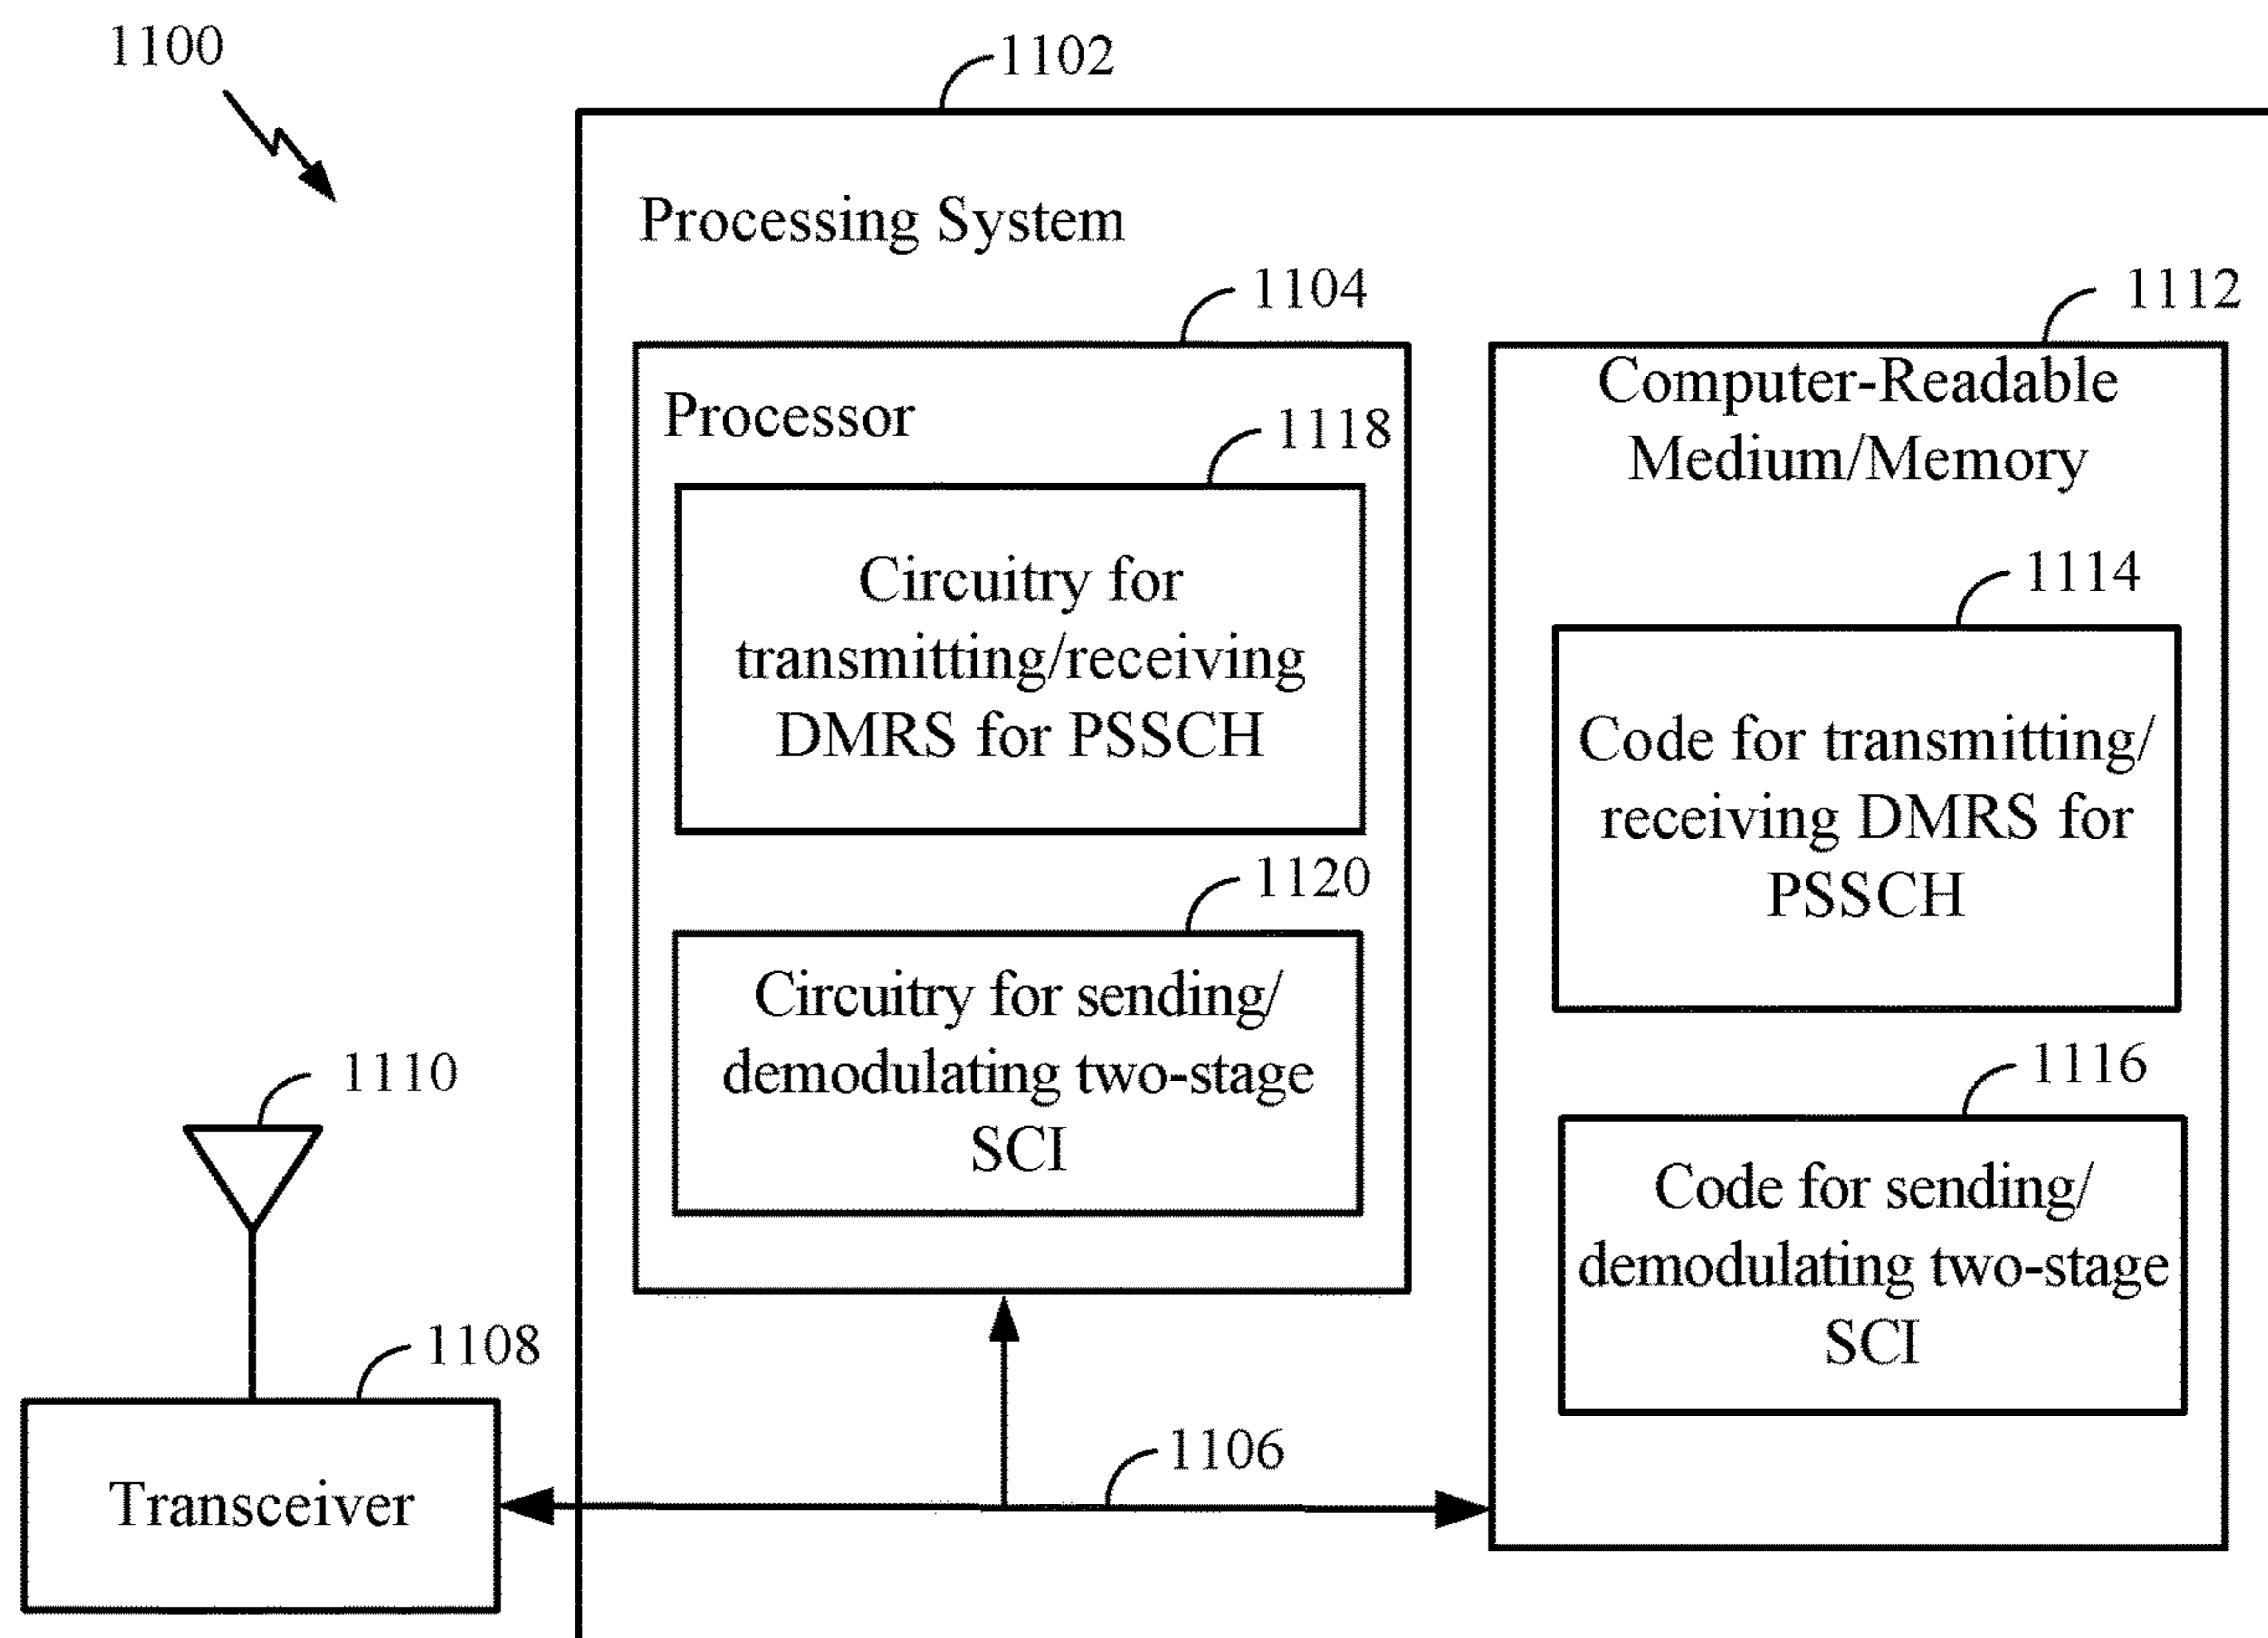 1100
1102
Processing System
1104
1112
Processor
1118
Computer-Readable
Medium/Memory
Circuitry for
transmitting/receiving
DMRS for PSSCH
1114
Code for transmitting/
receiving DMRS for
PSSCH
1120
Circuitry for sending/
demodulating two-stage
SCI
1116
Code for sending/
demodulating two-stage
SCI
1110
1108
Transceiver
1106